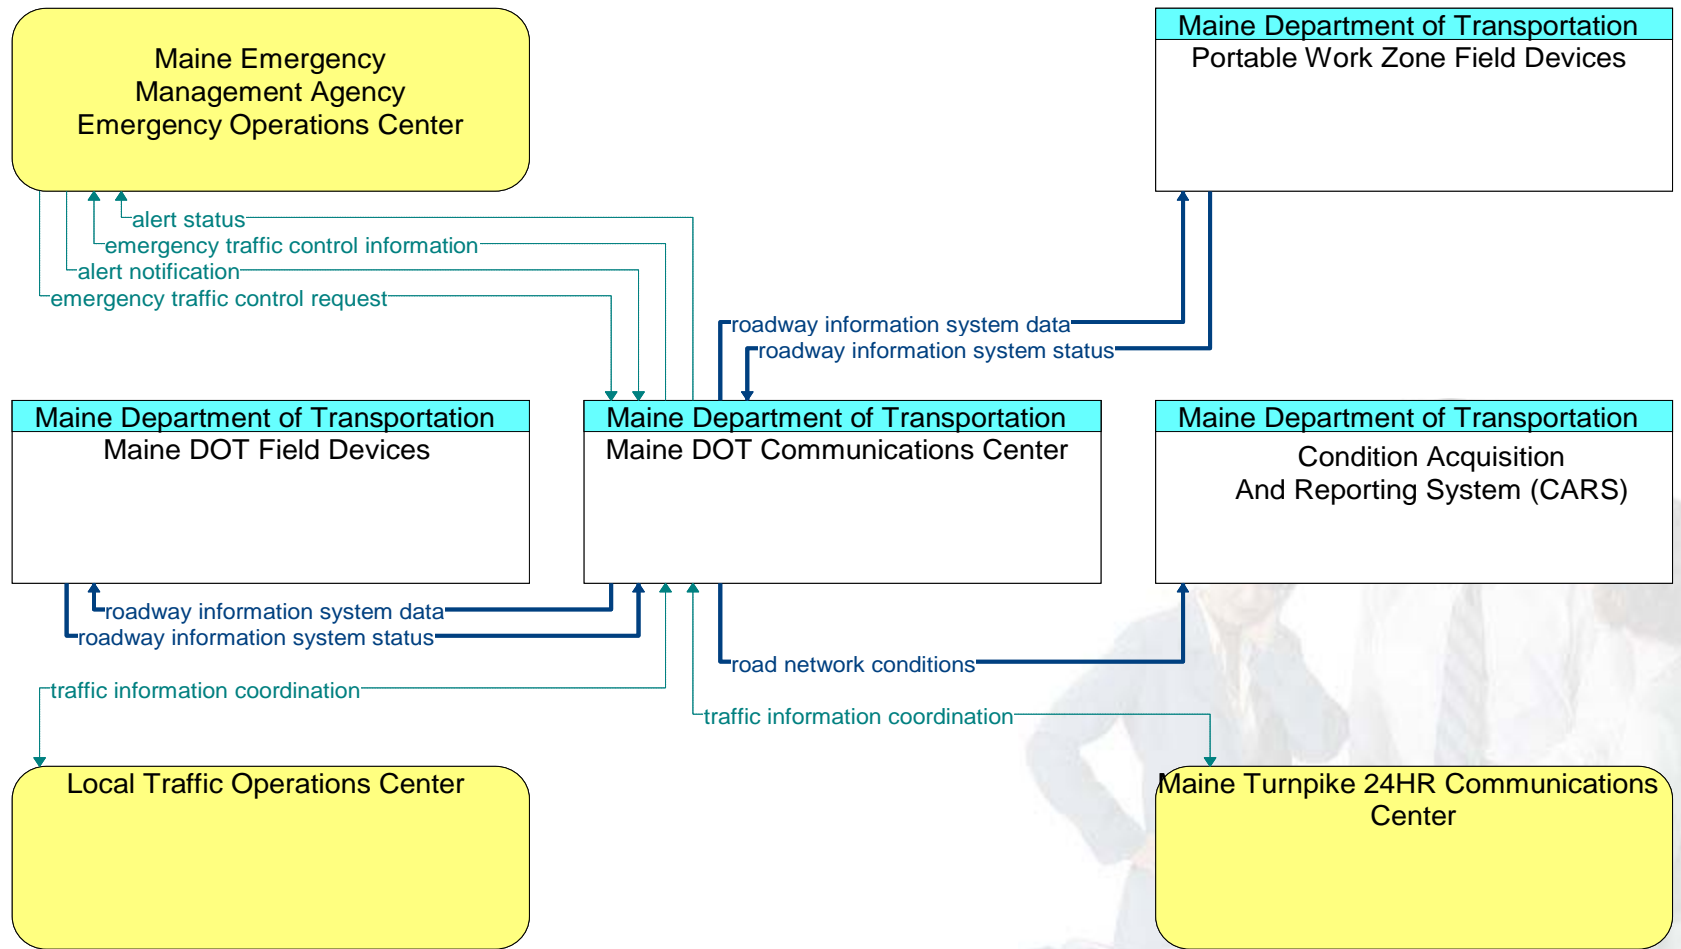 Maine Emergency
Management Agency
Emergency Operations Center
Maine Department of Transportation
Portable Work Zone Field Devices
alert status
emergency traffic control information
alert notification
emergency traffic control request
roadway information system data
roadway information system status
Maine Department of Transportation
Maine DOT Field Devices
Maine Department of Transportation
Maine DOT Communications Center
Maine Department of Transportation
Condition Acquisition
And Reporting System (CARS)
roadway information system data
roadway information system status
road network conditions
traffic information coordination
traffic information coordination
Local Traffic Operations Center
Maine Turnpike 24HR Communications
Center